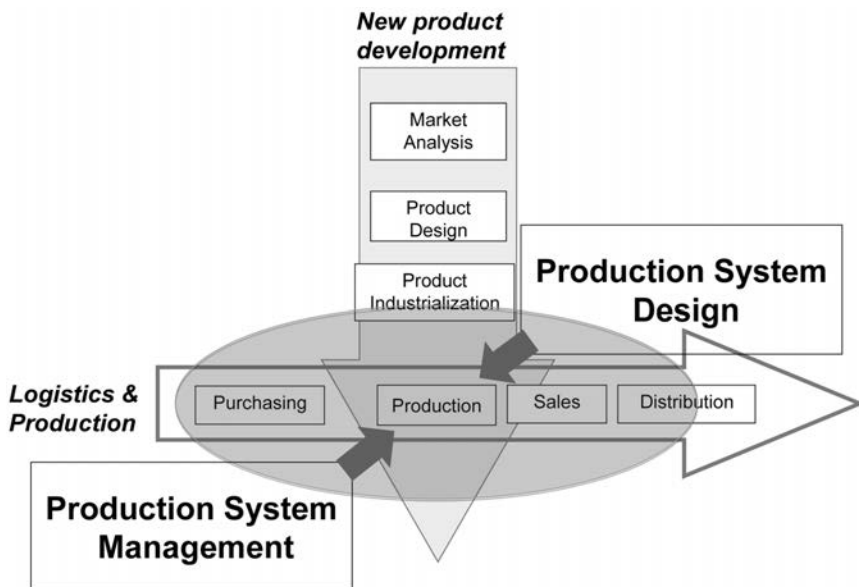 New product
development
Market
Analysis
Product
Design
Product
Industrialization
Production System
Design
Logistics &
Production
Purchasing
Production
Sales
Distribution
Production System
Management